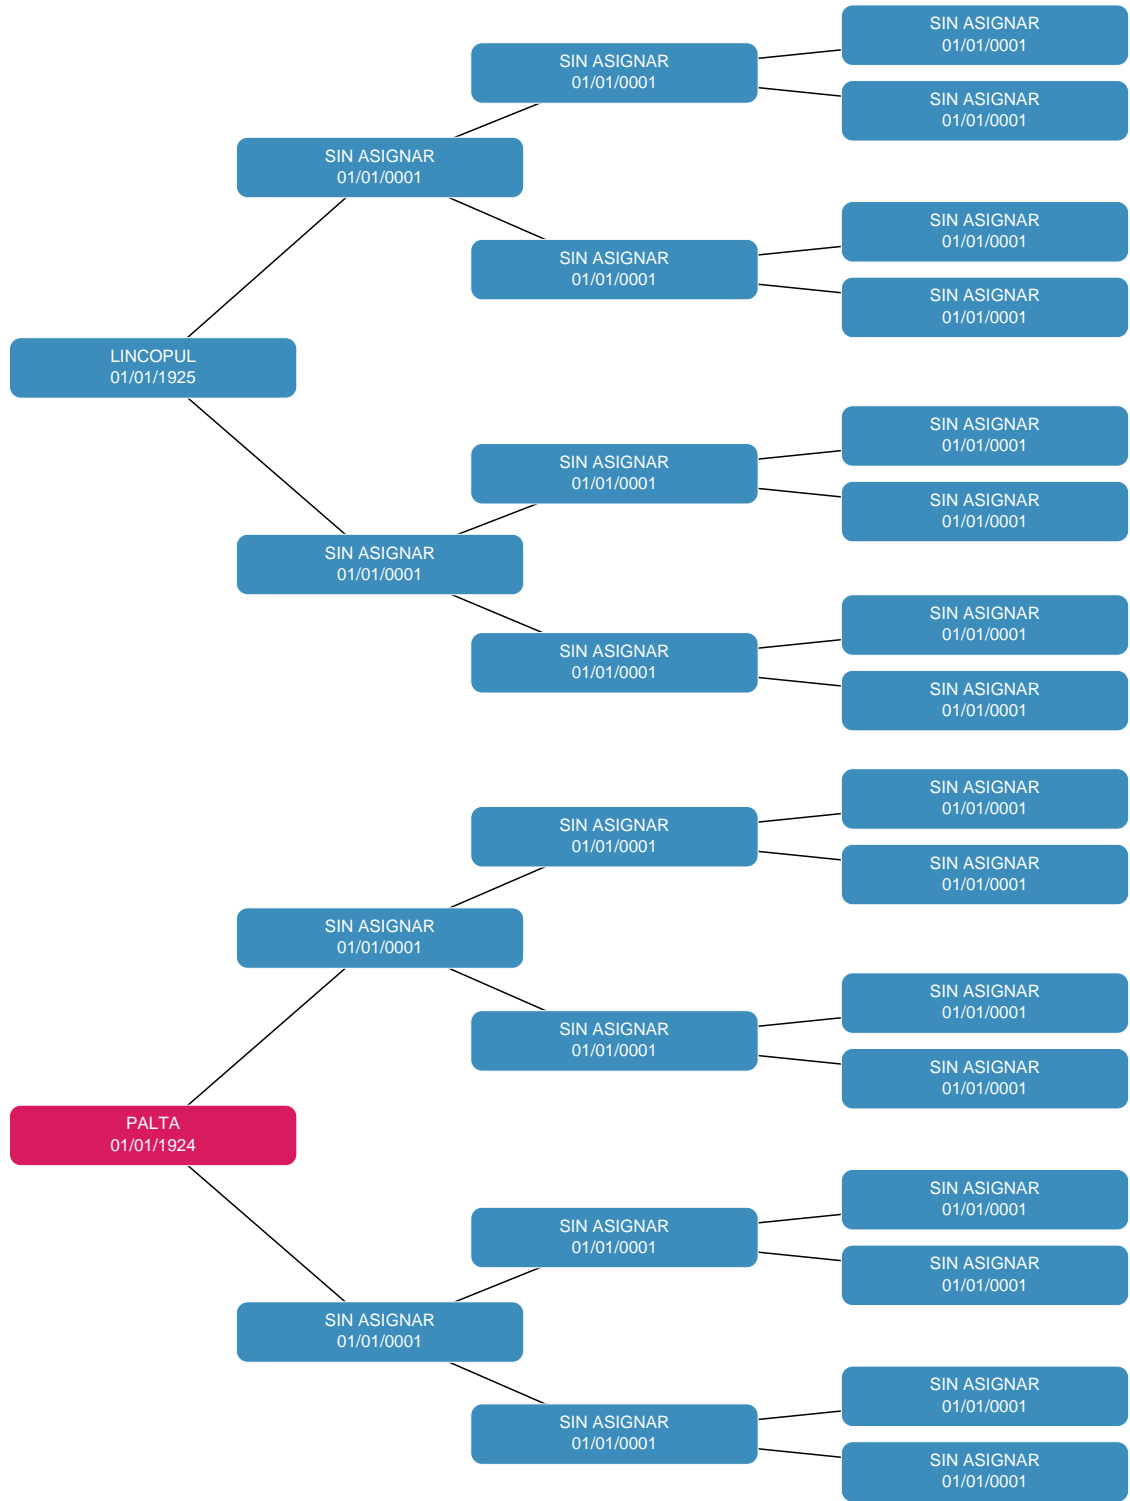 SIN ASIGNAR
01/01/0001
SIN ASIGNAR
01/01/0001
SIN ASIGNAR
01/01/0001
SIN ASIGNAR
01/01/0001
SIN ASIGNAR
01/01/0001
SIN ASIGNAR
01/01/0001
SIN ASIGNAR
01/01/0001
LINCOPUL
01/01/1925
SIN ASIGNAR
01/01/0001
SIN ASIGNAR
01/01/0001
SIN ASIGNAR
01/01/0001
SIN ASIGNAR
01/01/0001
SIN ASIGNAR
01/01/0001
SIN ASIGNAR
01/01/0001
SIN ASIGNAR
01/01/0001
SIN ASIGNAR
01/01/0001
SIN ASIGNAR
01/01/0001
SIN ASIGNAR
01/01/0001
SIN ASIGNAR
01/01/0001
SIN ASIGNAR
01/01/0001
SIN ASIGNAR
01/01/0001
SIN ASIGNAR
01/01/0001
PALTA
01/01/1924
SIN ASIGNAR
01/01/0001
SIN ASIGNAR
01/01/0001
SIN ASIGNAR
01/01/0001
SIN ASIGNAR
01/01/0001
SIN ASIGNAR
01/01/0001
SIN ASIGNAR
01/01/0001
SIN ASIGNAR
01/01/0001